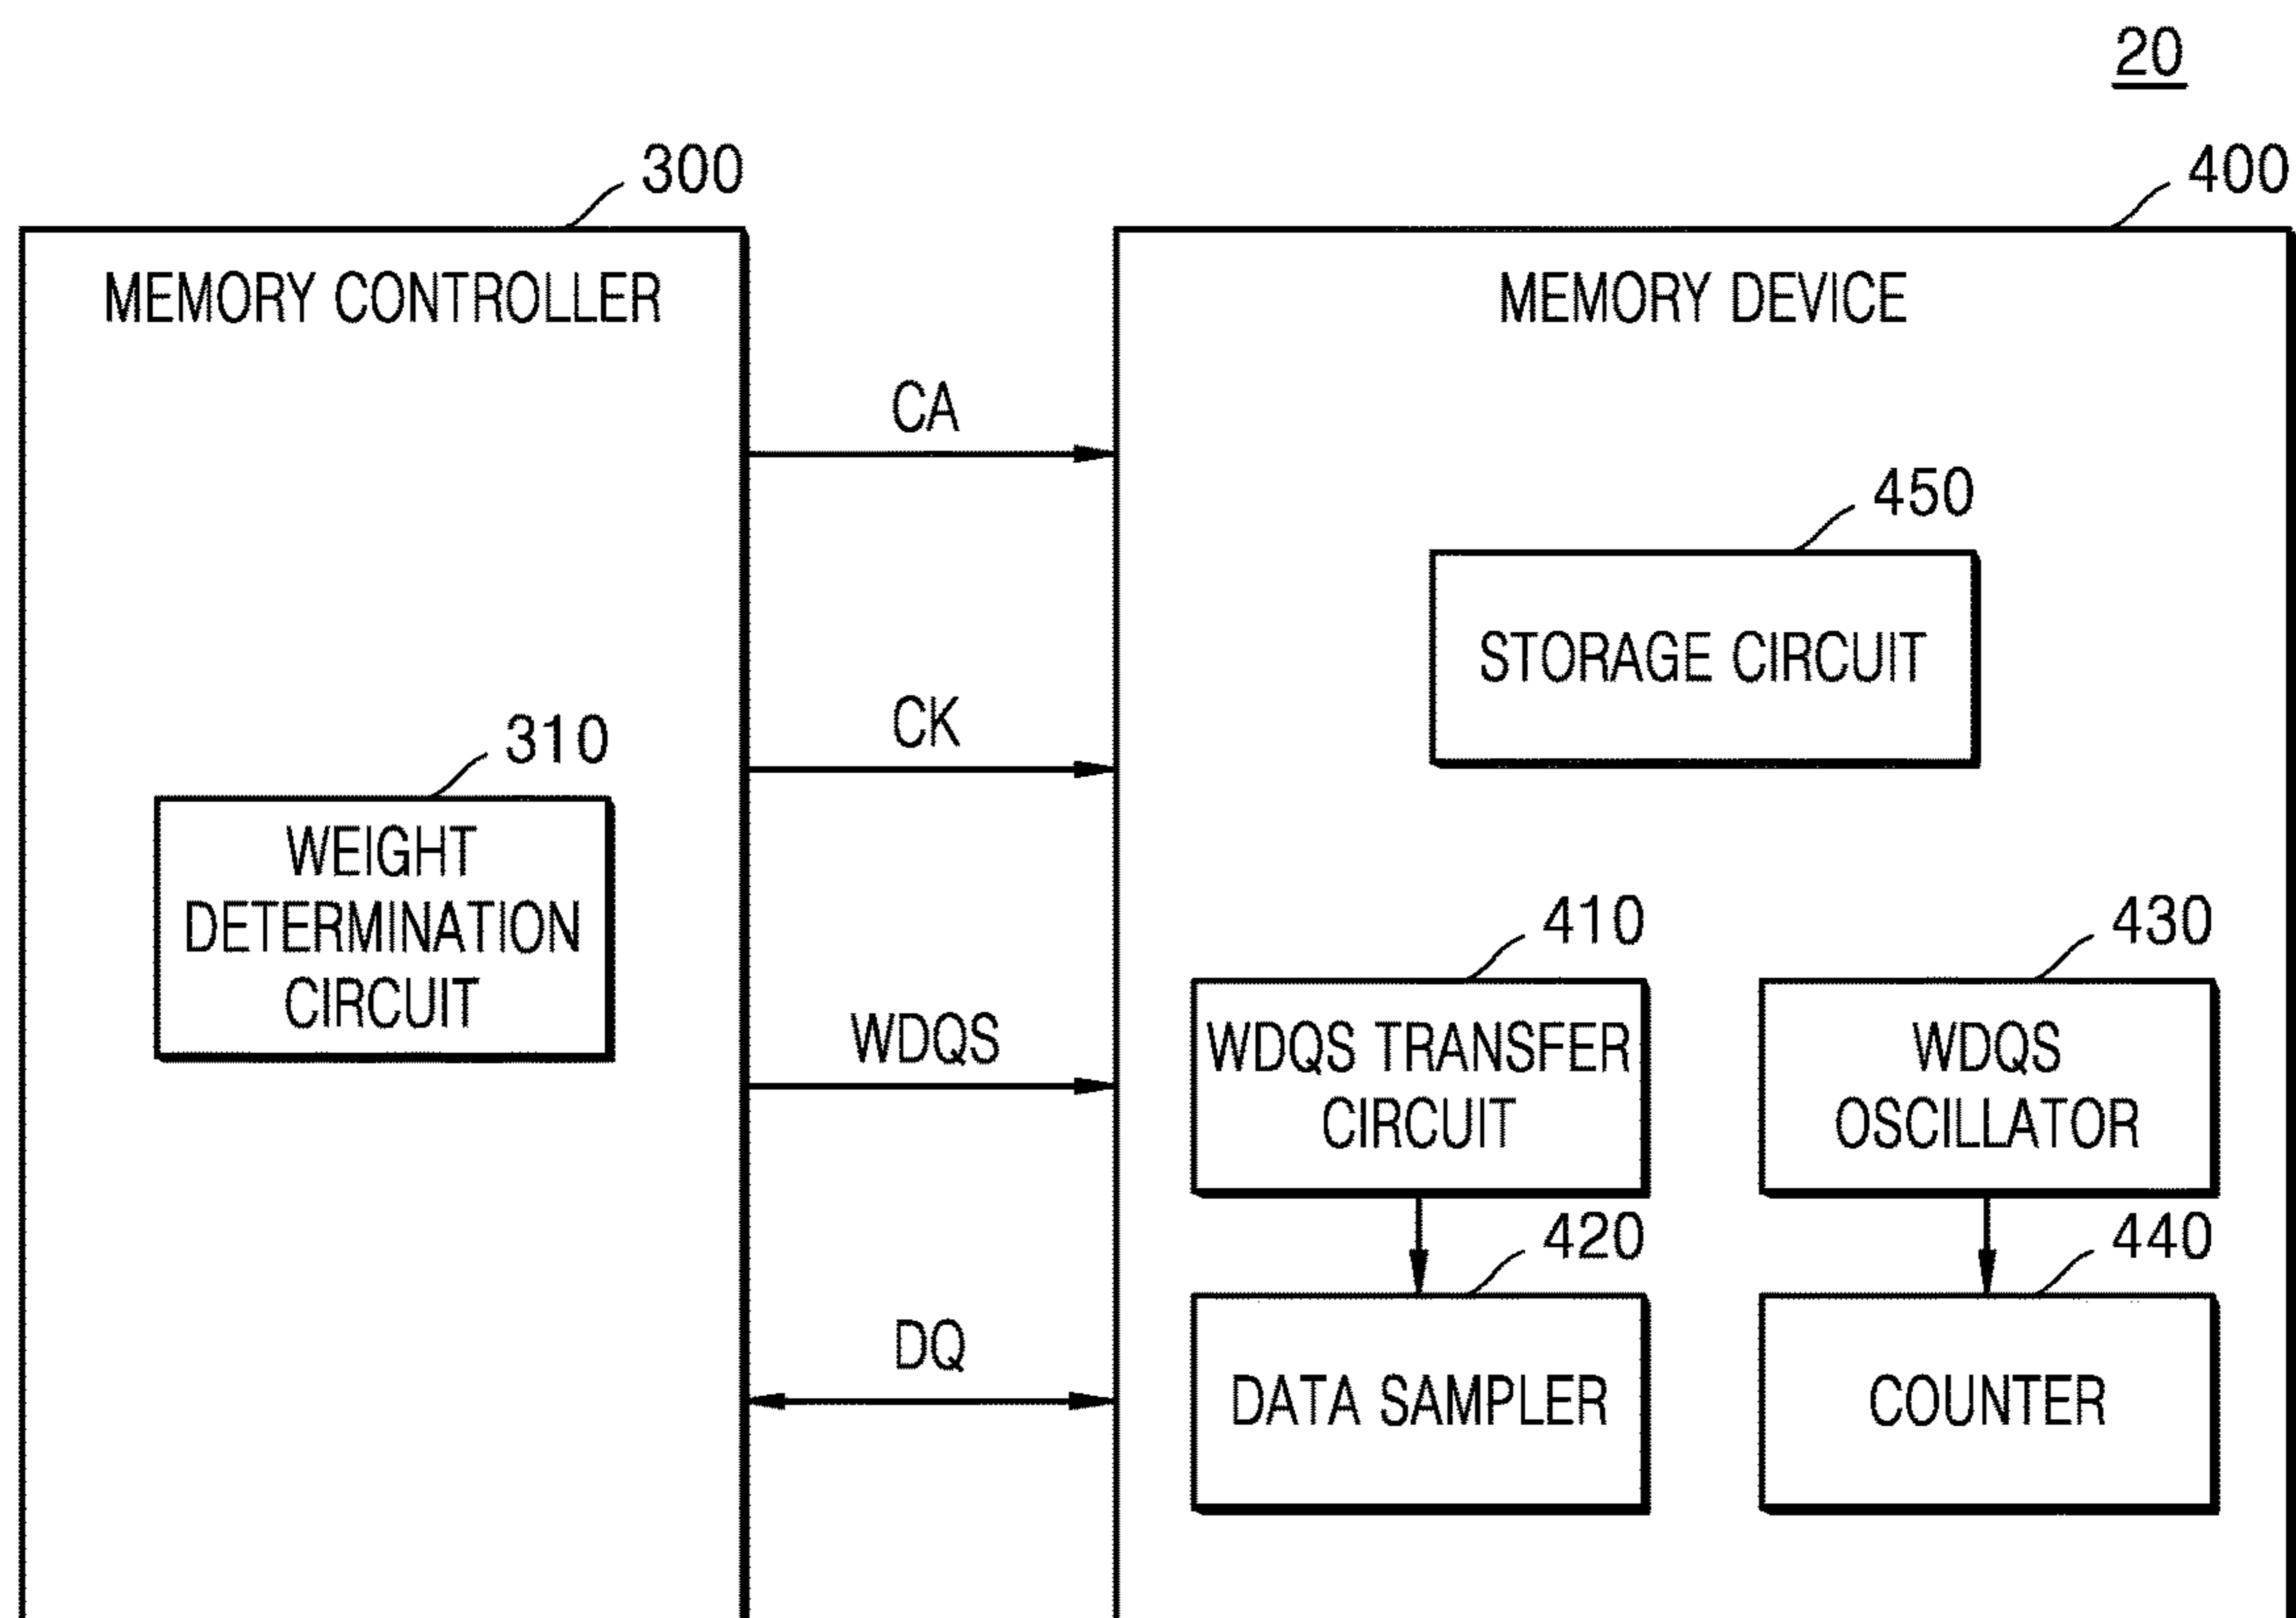 20
300
400
MEMORY CONTROLLER
MEMORY DEVICE
CA
450
STORAGE CIRCUIT
CK
310
WEIGHT
DETERMINATION
CIRCUIT
410
430
WDQS
WDQS TRANSFER
CIRCUIT
WDQS
OSCILLATOR
420
440
DQ
DATA SAMPLER
COUNTER